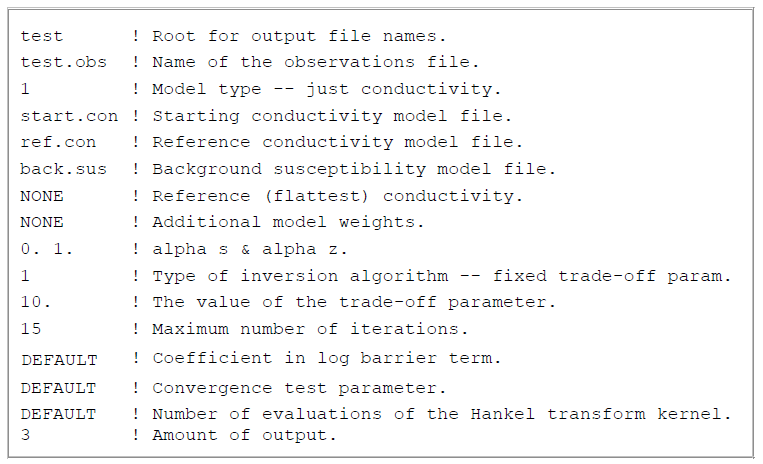 test ! Root for output file names.
test.obs ! Name of the observations file.
1 ! Model type -- just conductivity.
start.con ! Starting conductivity model file.
ref.con ! Reference conductivity model file.
back.sus ! Background susceptibility model file.
NONE ! Reference (flattest) conductivity.
NONE ! Additional model weights.
0. 1. ! alpha s & alpha z.
1 ! Type of inversion algorithm -- fixed trade-off param.
10. ! The value of the trade-off parameter.
15 ! Maximum number of iterations.
DEFAULT ! Coefficient in log barrier term.
DEFAULT ! Convergence test parameter.
DEFAULT ! Number of evaluations of the Hankel transform kernel.
3 ! Amount of output.